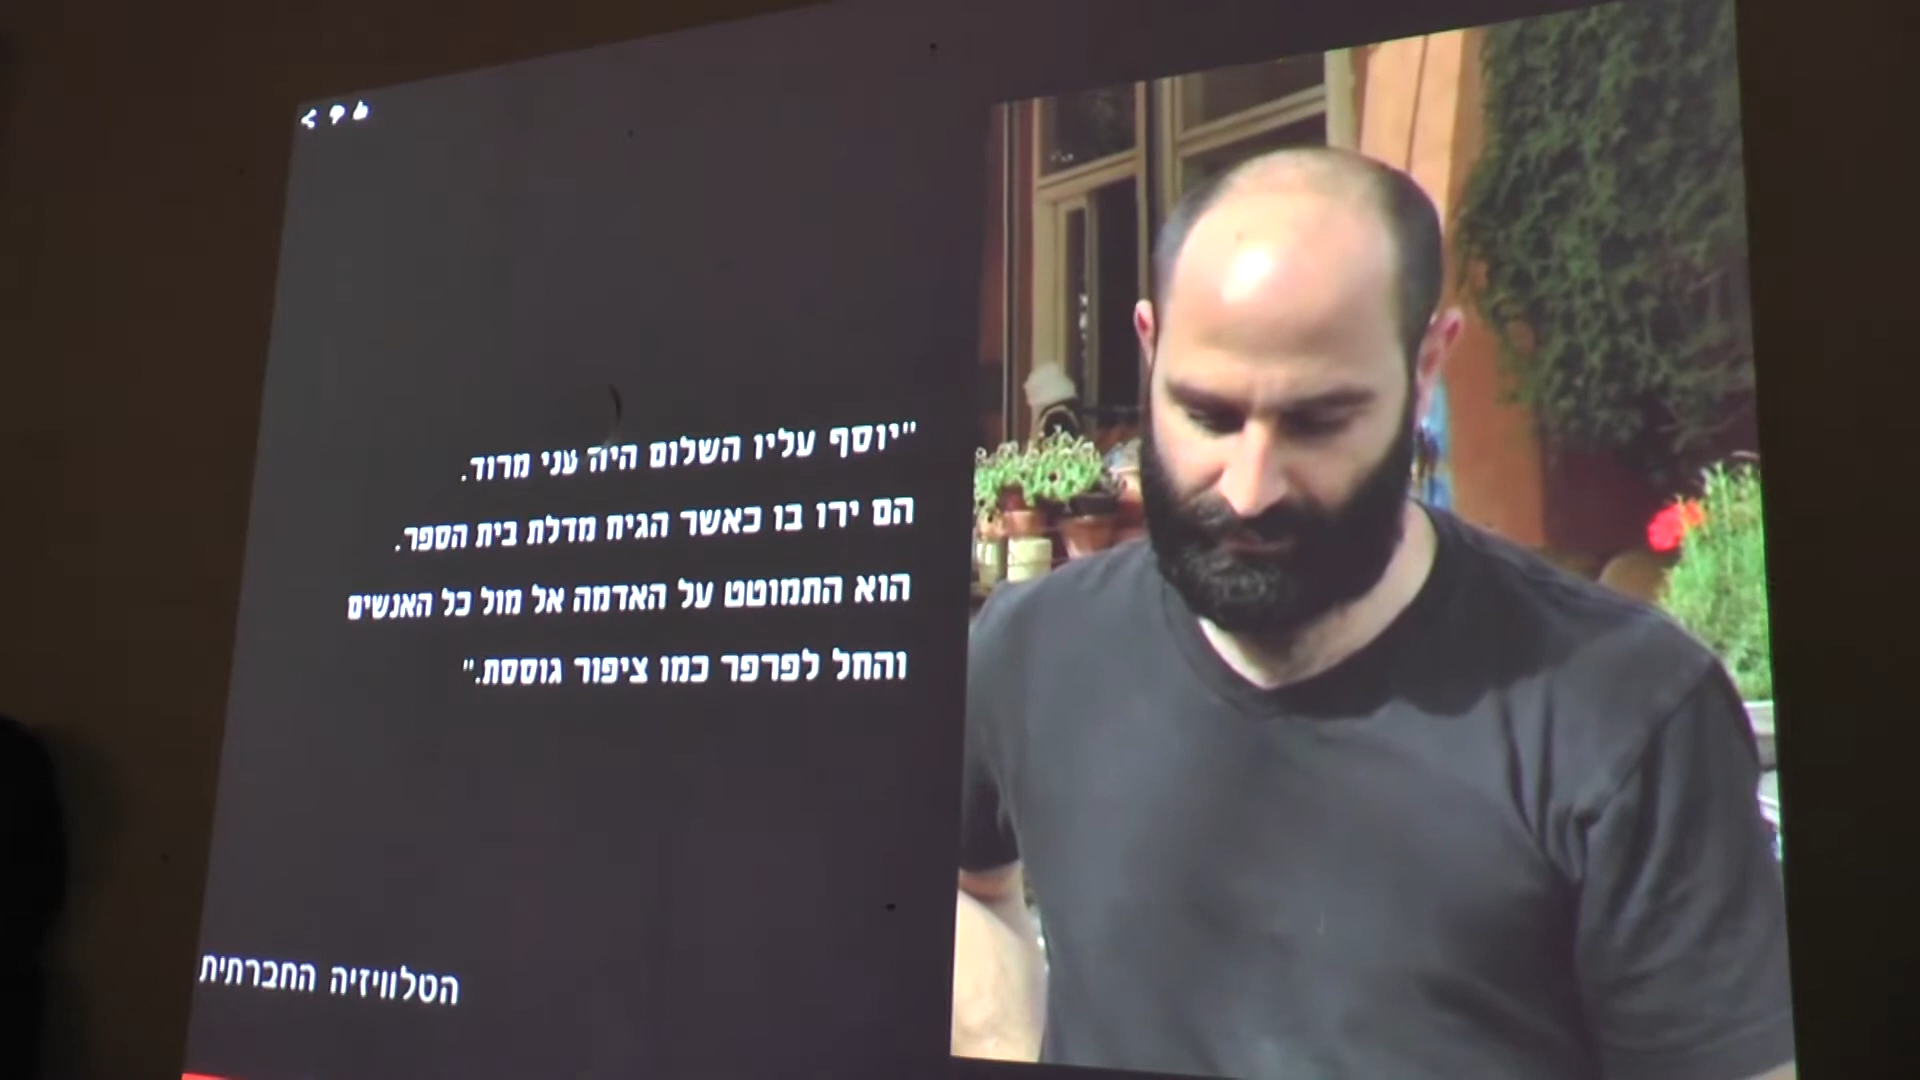 "יוסף עליו השלום היה עני מרוד.
הם ירו בו כאשר הגיח מדלת בית הספר.
הוא התמוטט על האדמה אל מול כל האנשים
והחל לפרפר כמו ציפור גוססת."
הטלוויזיה החברתית